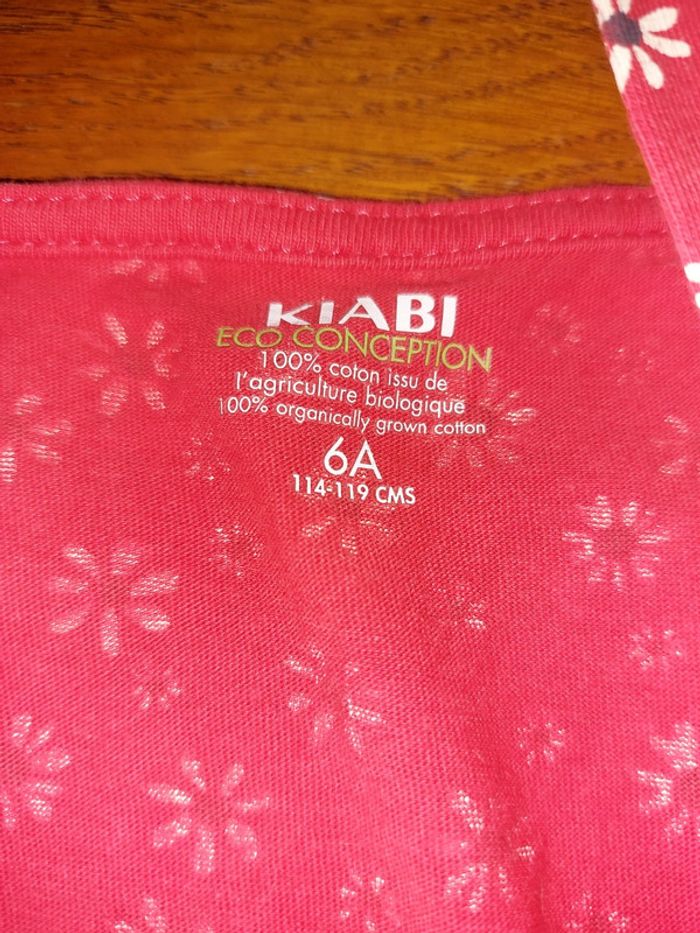 KIABI
ECO CONCEPTION
100% coton issu de
l'agriculture biologique
100% organically grown cotton
6A
114-119 CMS